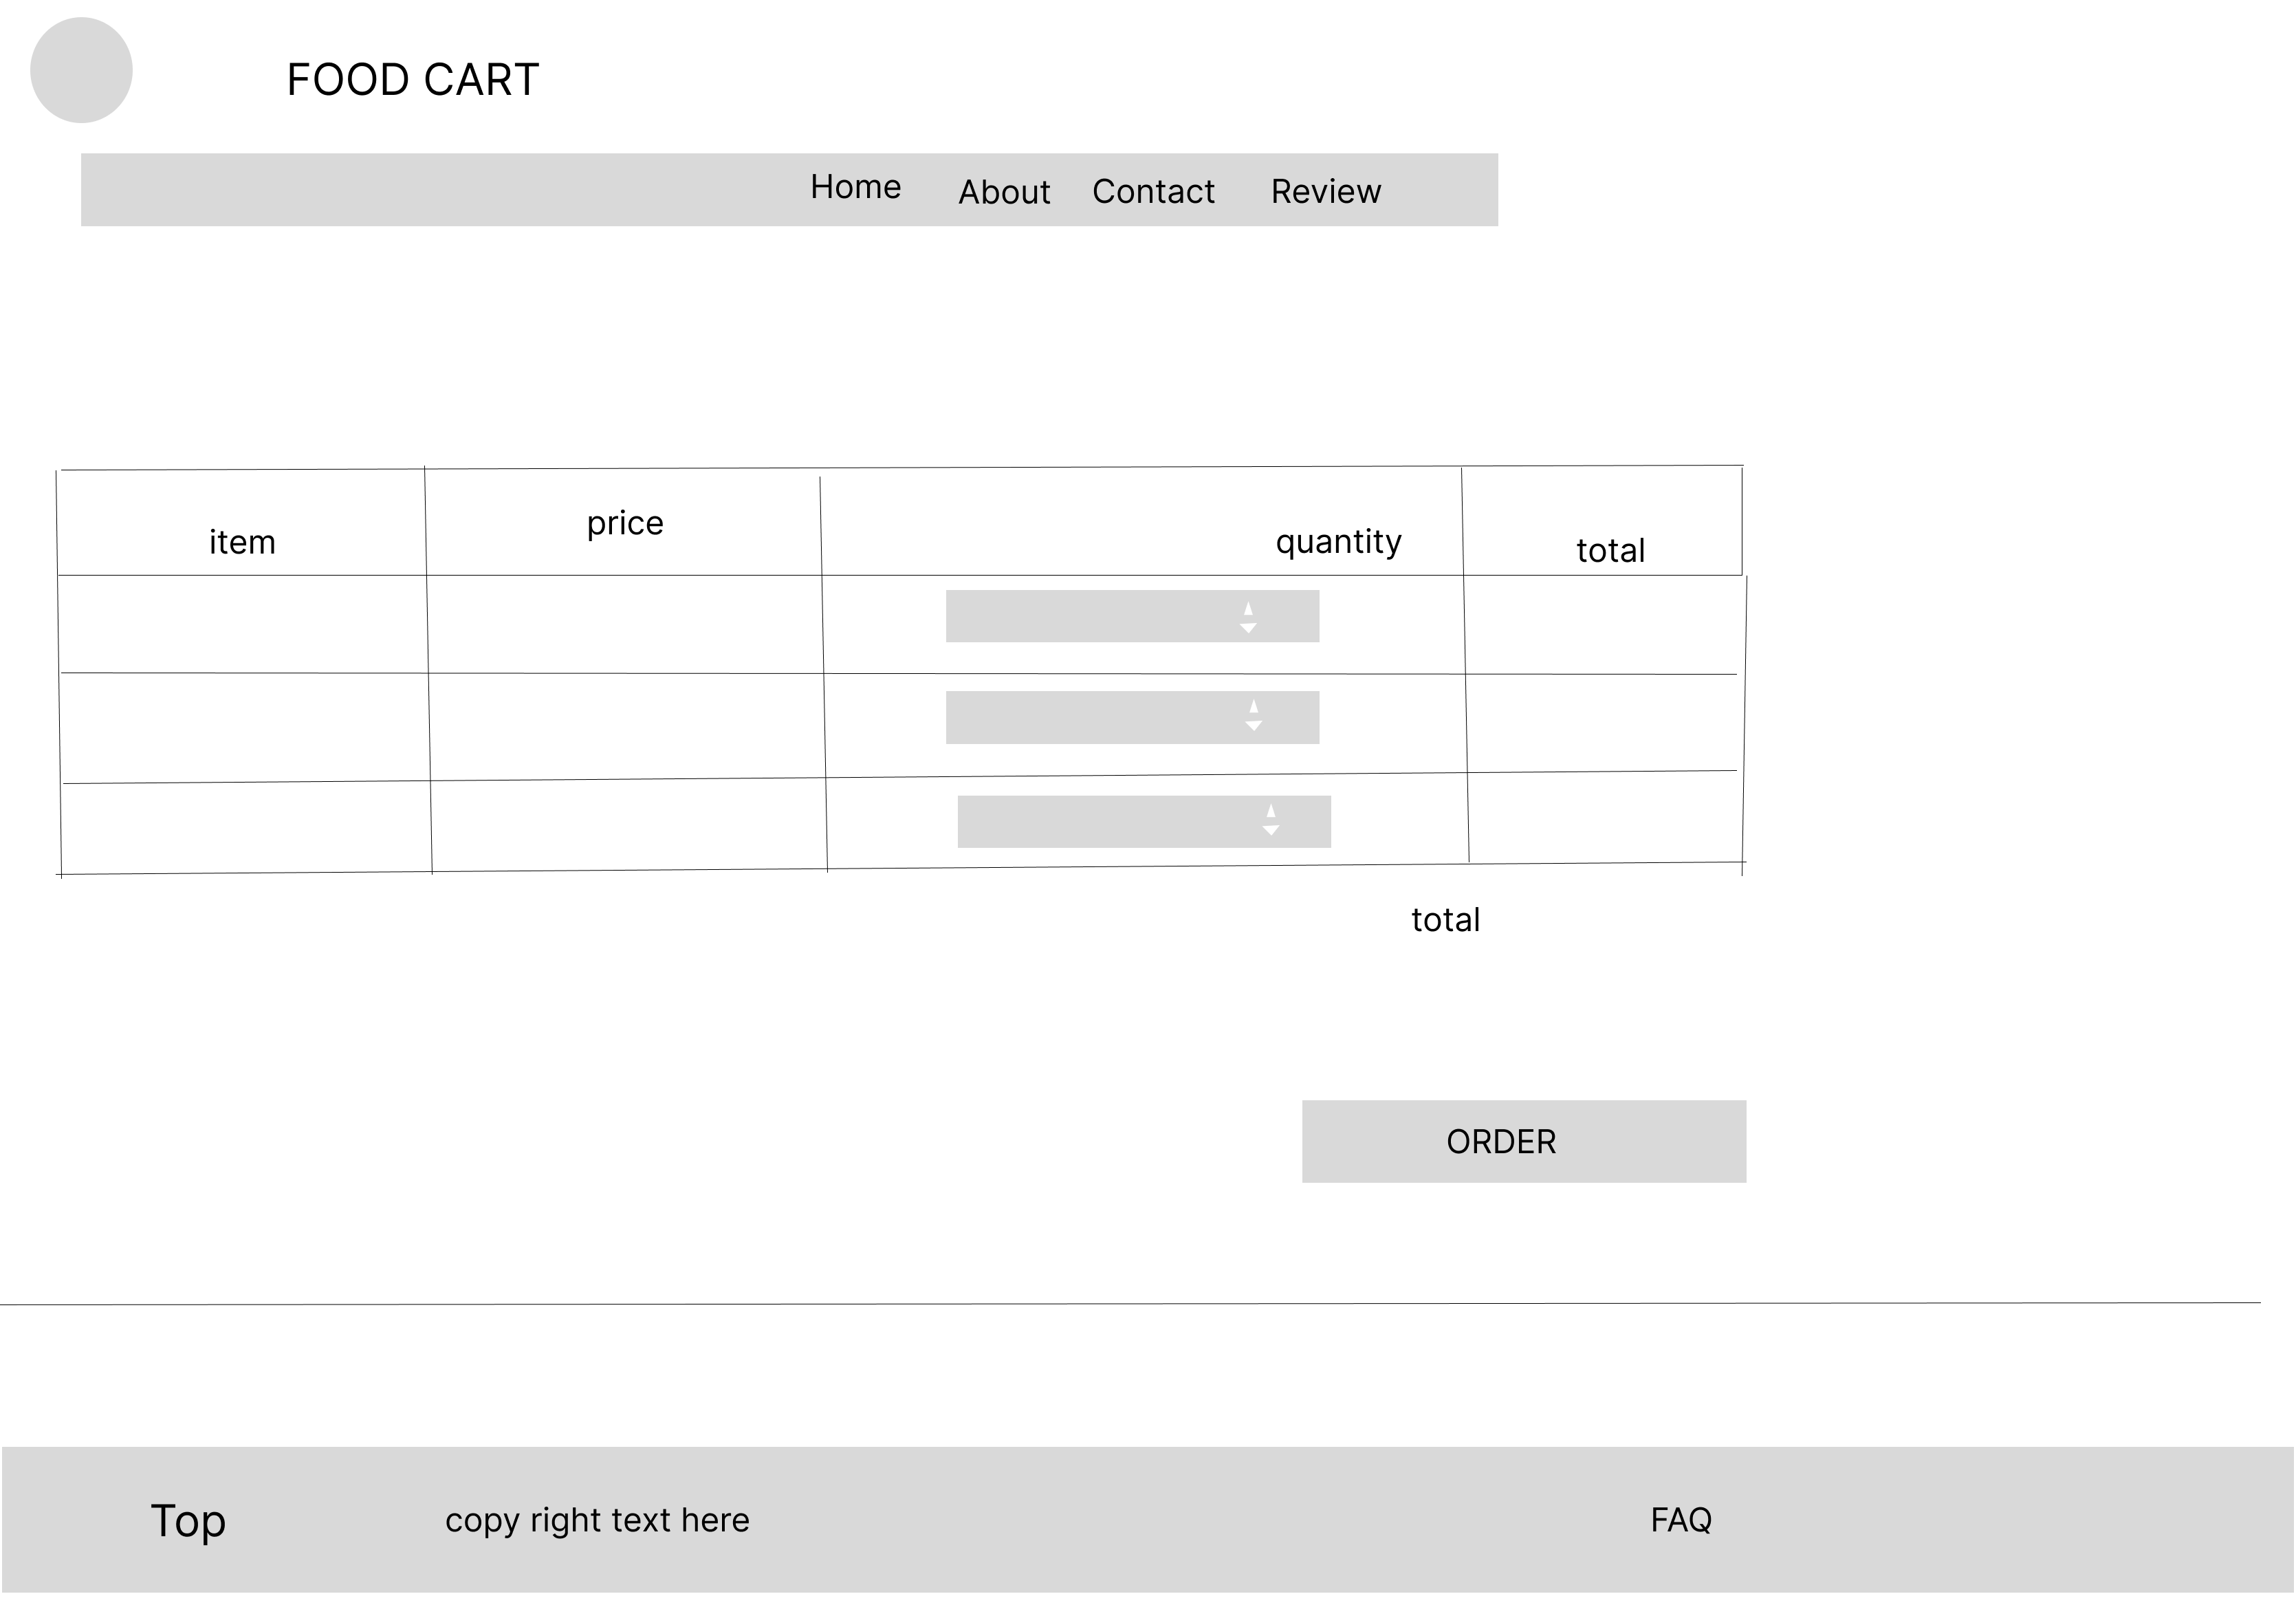 FOOD CART
Home About Contact Review
item price quantity total
total
ORDER
Top copy right text here FAQ